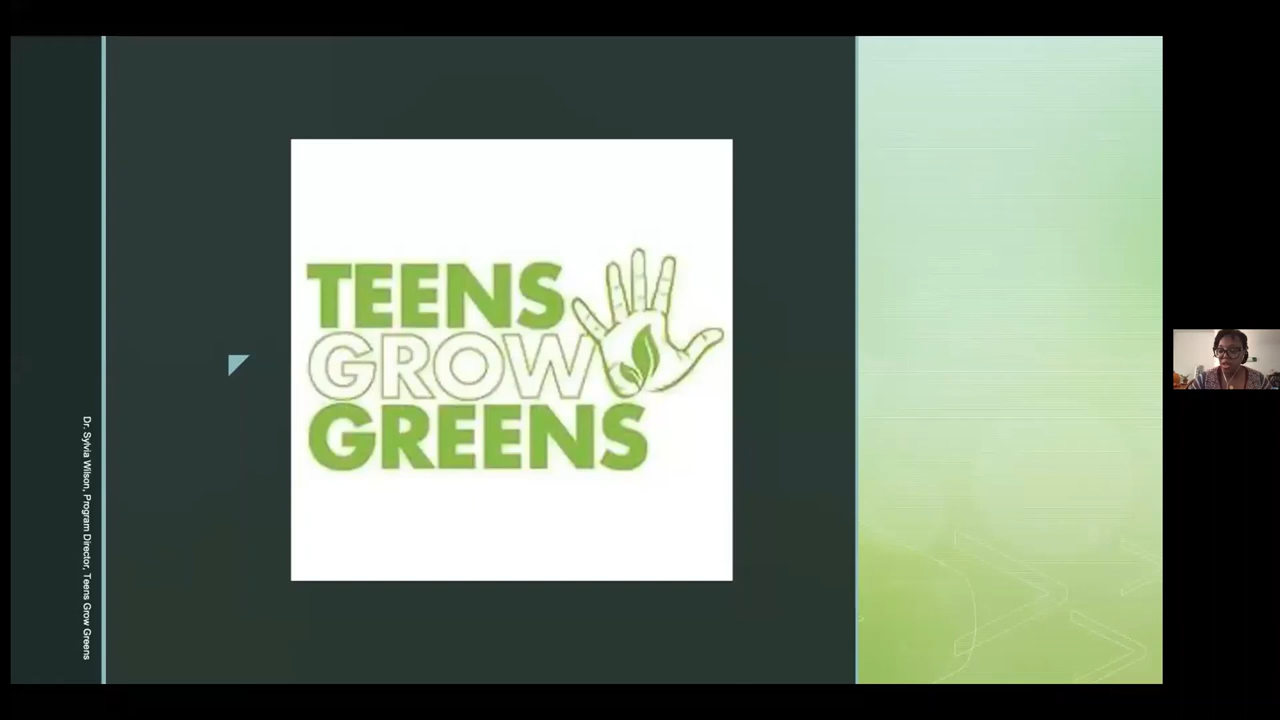 TEENS
GROW
GREENS
Dr. Sylvia Wilson, Program Director, Teens Grow Greens